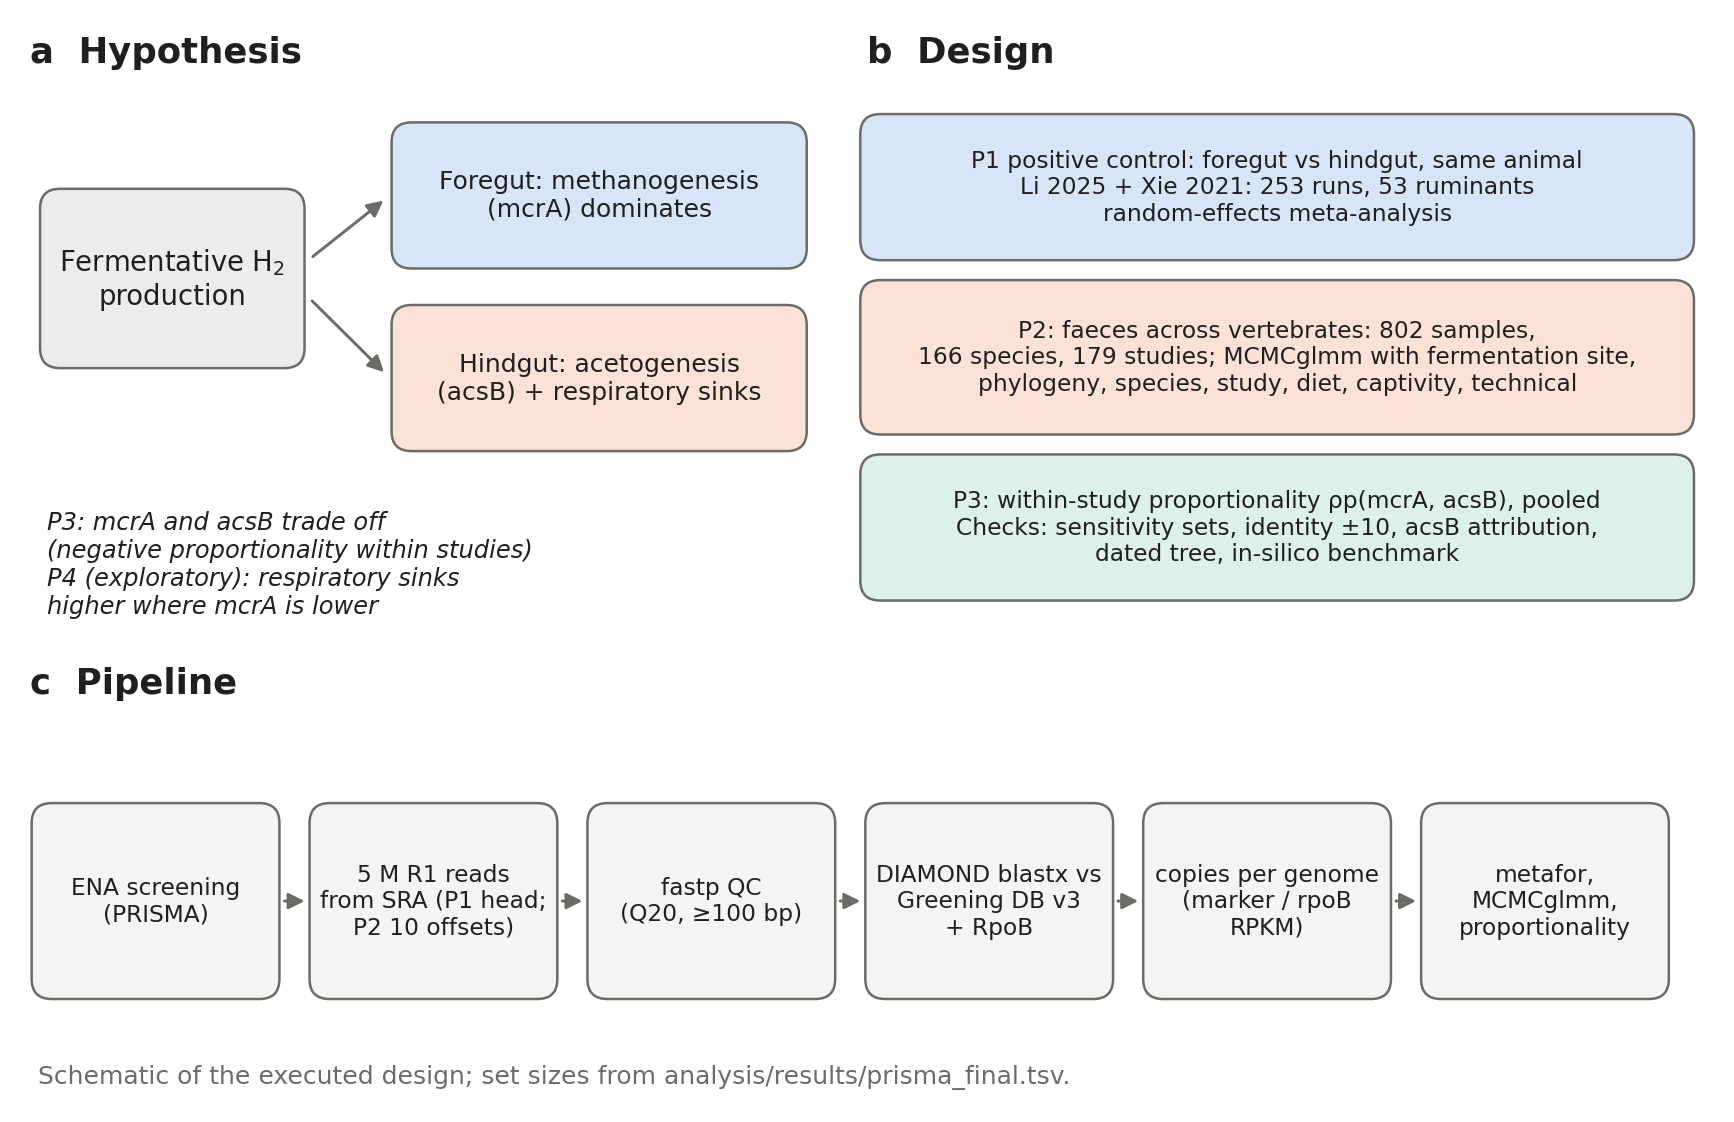 a Hypothesis
Fermentative H₂
production
Foregut: methanogenesis
(mcrA) dominates
Hindgut: acetogenesis
(acsB) + respiratory sinks
P3: mcrA and acsB trade off
(negative proportionality within studies)
P4 (exploratory): respiratory sinks
higher where mcrA is lower
b Design
P1 positive control: foregut vs hindgut, same animal
Li 2025 + Xie 2021: 253 runs, 53 ruminants
random-effects meta-analysis
P2: faeces across vertebrates: 802 samples,
166 species, 179 studies; MCMCglmm with fermentation site,
phylogeny, species, study, diet, captivity, technical
P3: within-study proportionality ρp(mcrA, acsB), pooled
Checks: sensitivity sets, identity ±10, acsB attribution,
dated tree, in-silico benchmark
c Pipeline
ENA screening
(PRISMA)
5 M R1 reads
from SRA (P1 head;
P2 10 offsets)
fastp QC
(Q20, ≥100 bp)
DIAMOND blastx vs
Greening DB v3
+ RpoB
copies per genome
(marker / rpoB
RPKM)
metafor,
MCMCglmm,
proportionality
Schematic of the executed design; set sizes from analysis/results/prisma_final.tsv.